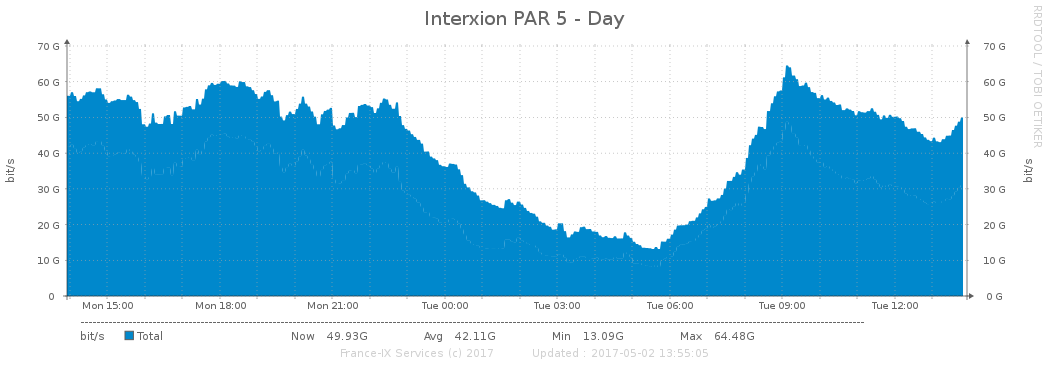 Interxion PAR 5 - Day
RRDTOOL / TOBI OETIKER
70 G 70 G
60 G 60 G
50 G 50 G
40 G 40 G
30 G 30 G
20 G 20 G
10 G 10 G
0 0 G
bit/s
bit/s
Mon 15:00 Mon 18:00 Mon 21:00 Tue 00:00 Tue 03:00 Tue 06:00 Tue 09:00 Tue 12:00
bit/s Total Now 49.93G Avg 42.11G Min 13.09G Max 64.48G
France-IX Services (c) 2017 Updated : 2017-05-02 13:55:05